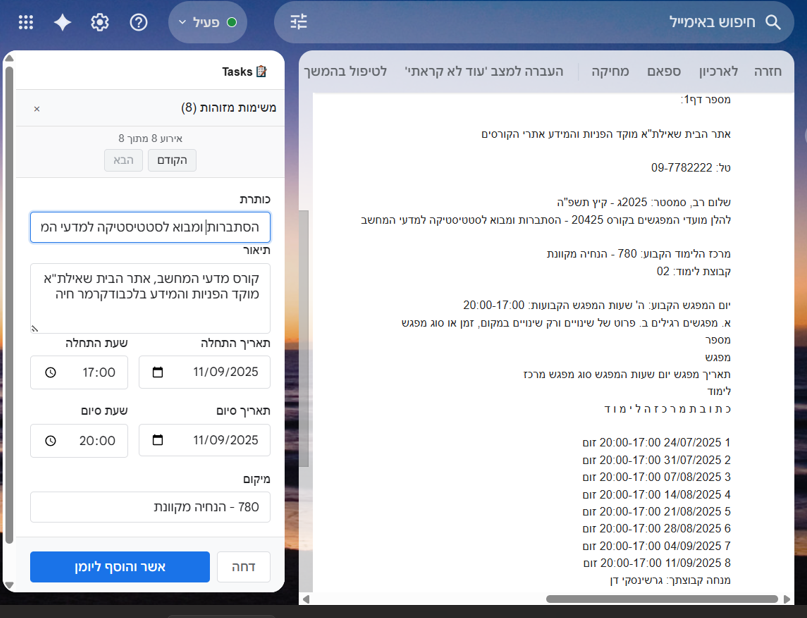 חיפוש באימייל
פעיל
חזרה
לארכיון
ספאם
מחיקה
העברה למצב 'עוד לא קראתי'
לטיפול בהמשך
מספר דף1:
אתר הבית שאילת"א מוקד הפניות והמידע אתרי הקורסים
טל: 09-7782222
שלום רב, סמסטר: 2025ג - קיץ תשפ"ה
להלן מועדי המפגשים בקורס 20425 - הסתברות ומבוא לסטטיסטיקה למדעי המחשב
מרכז הלימוד הקבוע: 780 - הנחיה מקוונת
קבוצת לימוד: 02
יום המפגש הקבוע: ה' שעות המפגש הקבועות: 20:00-17:00
א. מפגשים רגילים ב. פרוט של שינויים ורק שינויים במקום, זמן או סוג מפגש
מספר
מפגש
תאריך מפגש יום שעות המפגש סוג מפגש מרכז
לימוד
כ ת ו ב ת מ ר כ ז ה ל י מ ו ד
1 24/07/2025 20:00-17:00 זום
2 31/07/2025 20:00-17:00 זום
3 07/08/2025 20:00-17:00 זום
4 14/08/2025 20:00-17:00 זום
5 21/08/2025 20:00-17:00 זום
6 28/08/2025 20:00-17:00 זום
7 04/09/2025 20:00-17:00 זום
8 11/09/2025 20:00-17:00 זום
מנחה קבוצתך: גרשינסקי דן
Tasks
משימות מזוהות (8)
×
אירוע 8 מתוך 8
הקודם
הבא
כותרת
הסתברות ומבוא לסטטיסטיקה למדעי המ
תיאור
קורס מדעי המחשב, אתר הבית שאילת"א
מוקד הפניות והמידע בלכבודקרמר חיה
תאריך התחלה
שעת התחלה
11/09/2025
17:00
תאריך סיום
שעת סיום
11/09/2025
20:00
מיקום
780 - הנחיה מקוונת
דחה
אשר והוסף ליומן